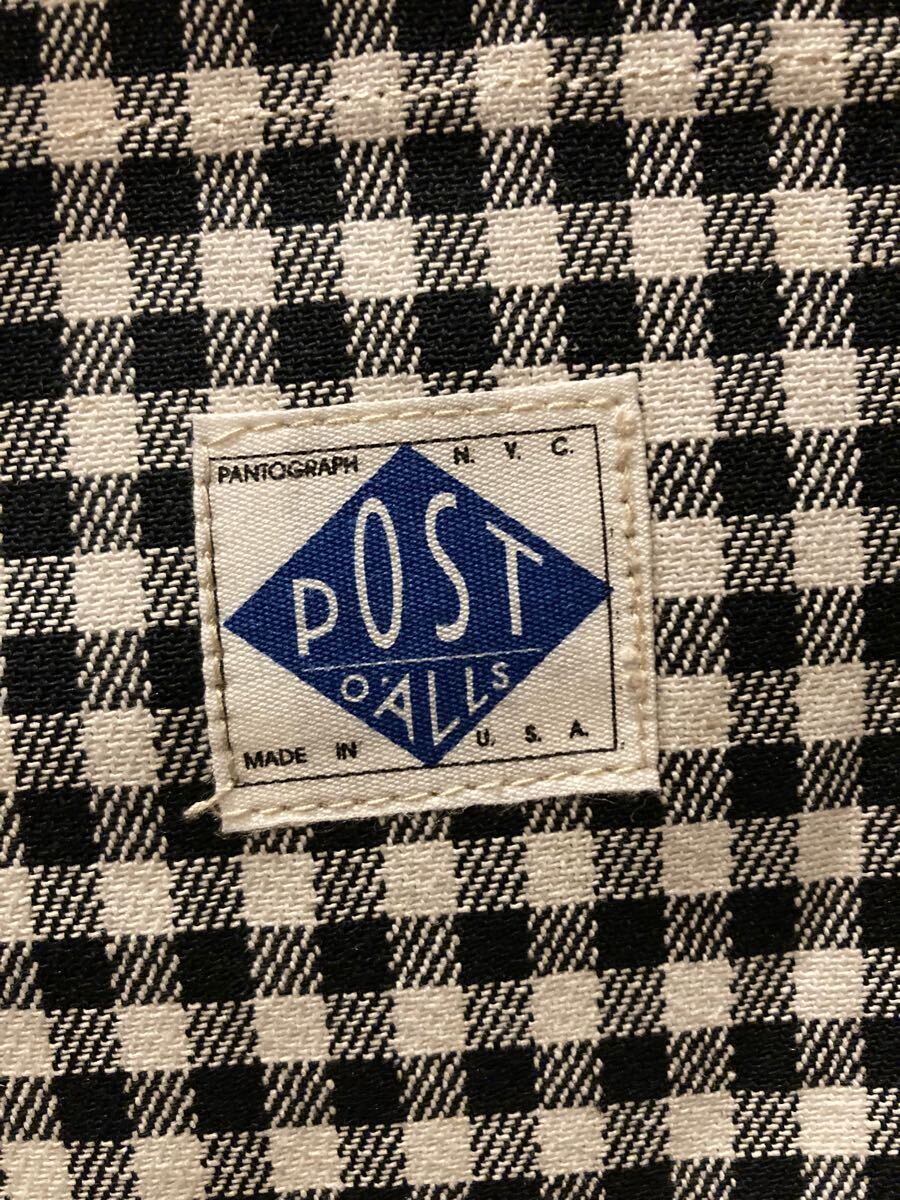 PANTOGRAPH N. Y. C.
POST
O'ALLS
MADE IN U. S. A.